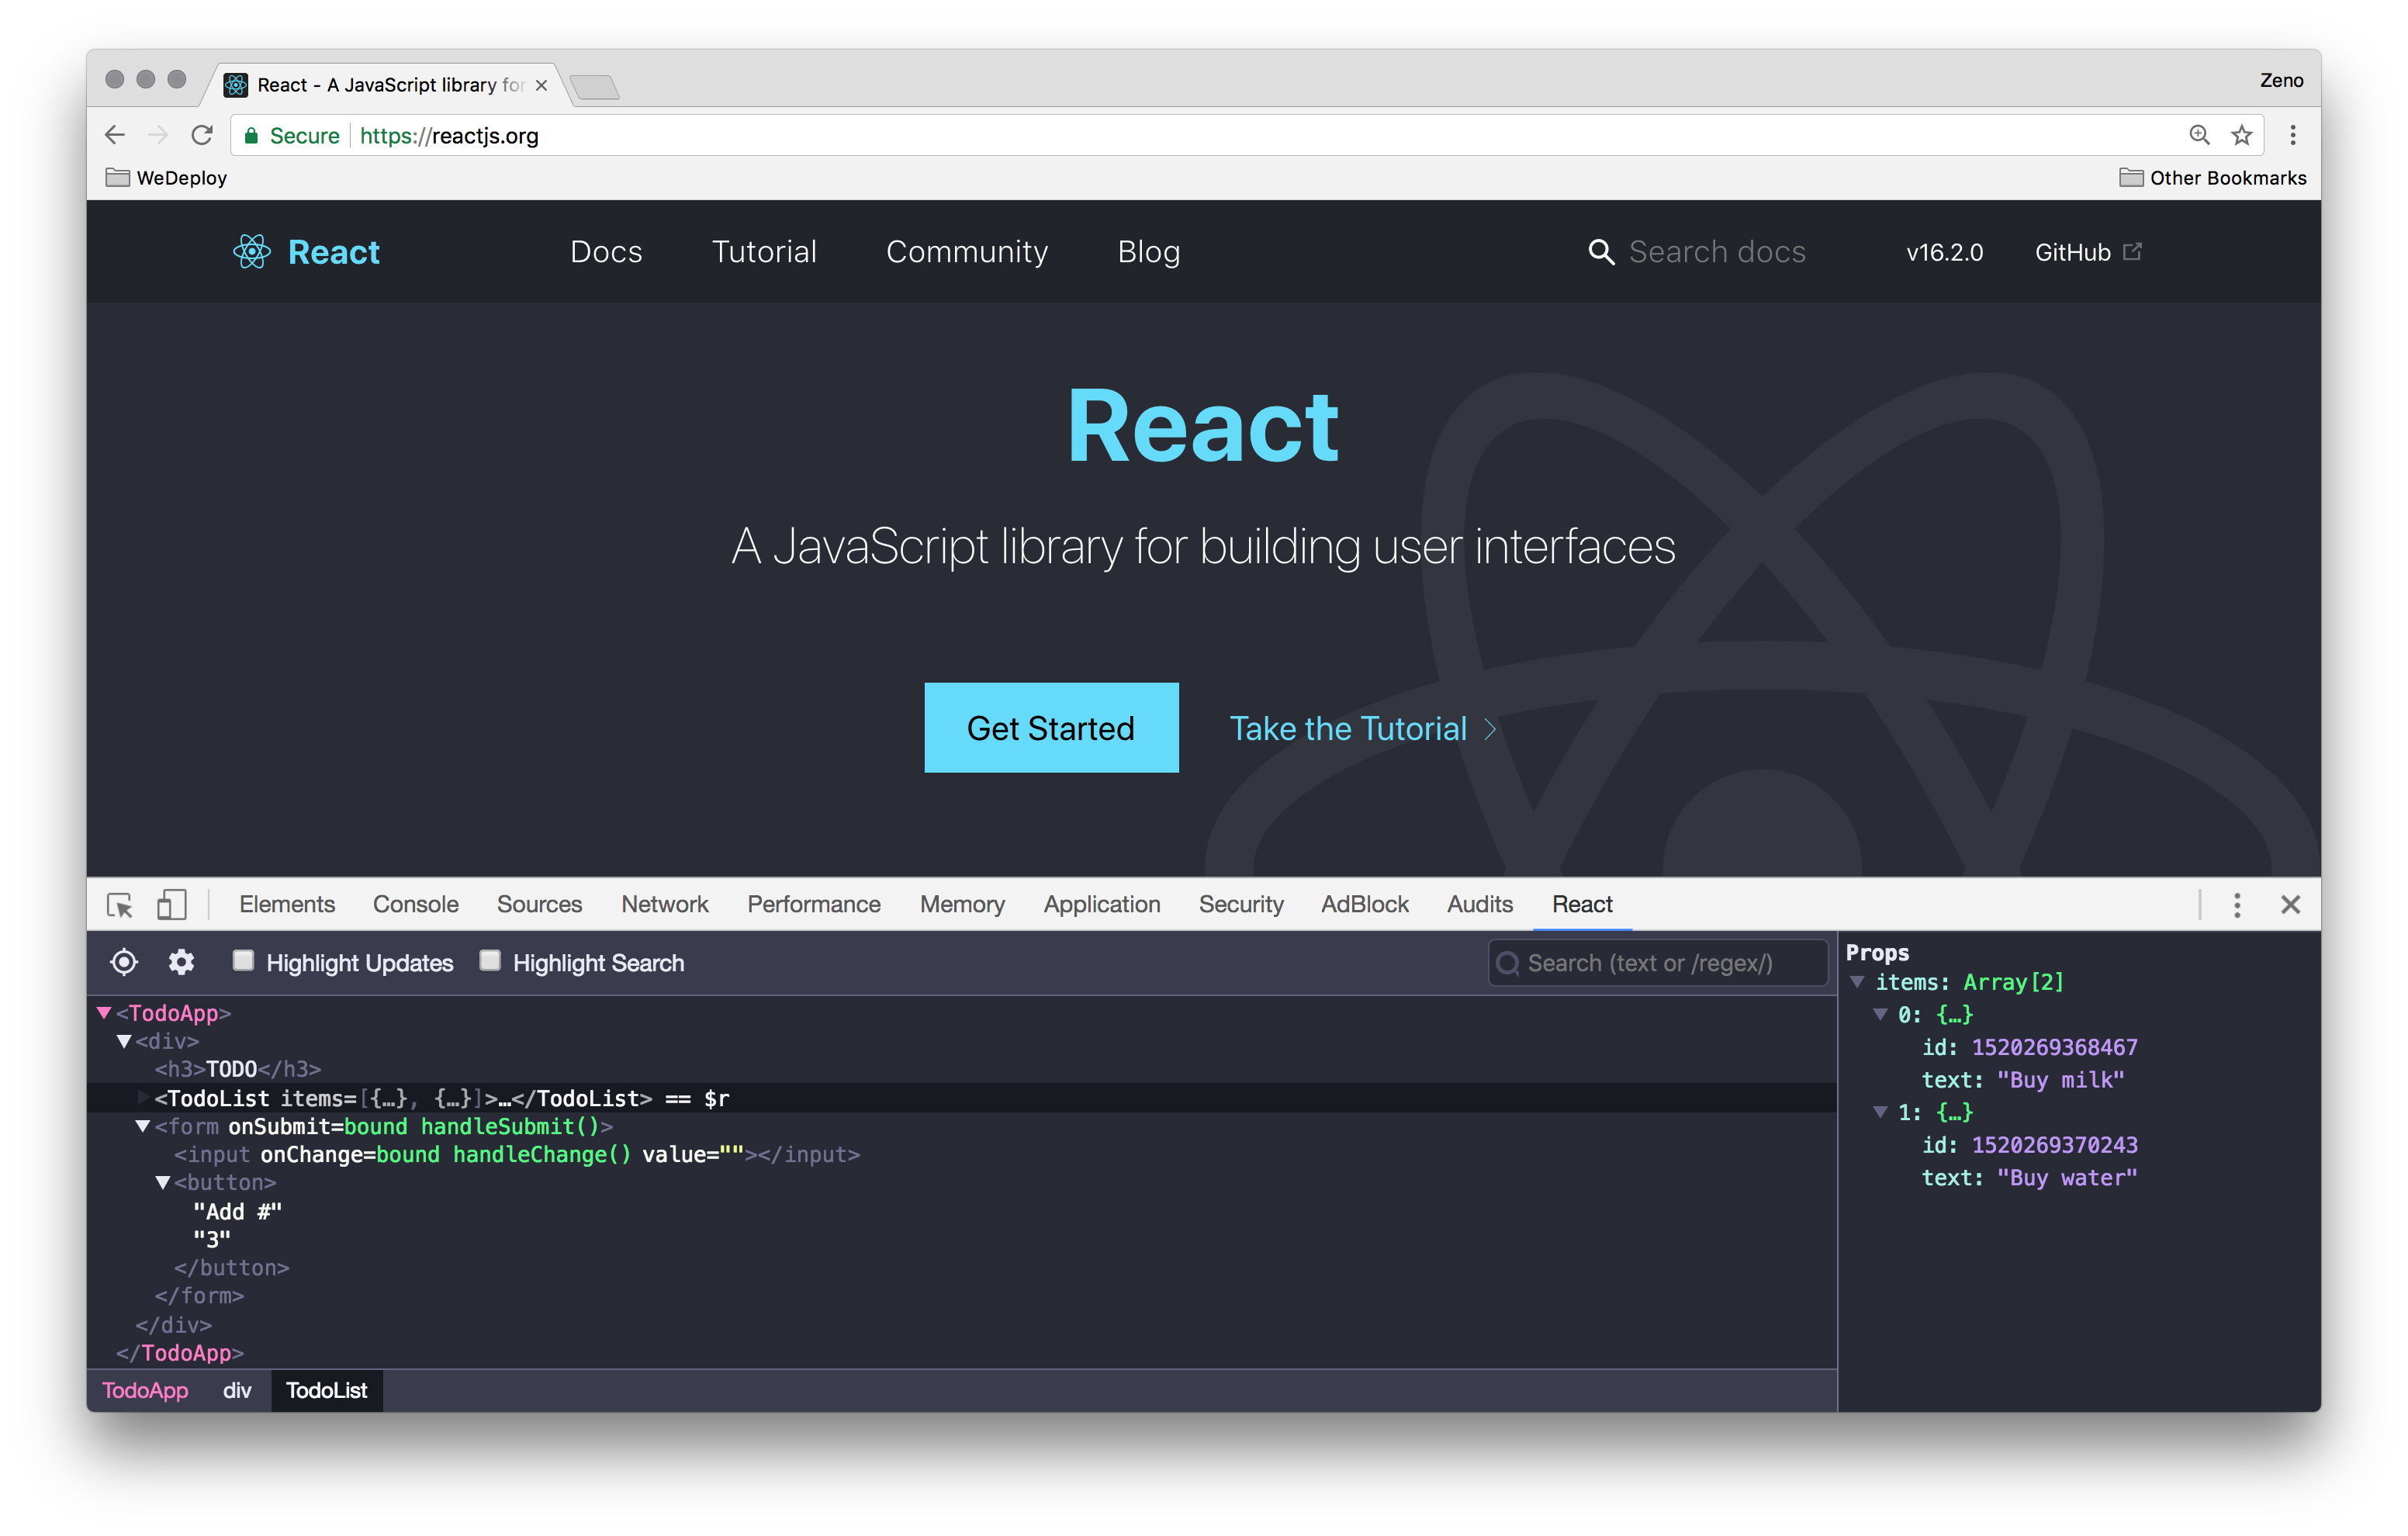 React - A JavaScript library for
Zeno
Secure https://reactjs.org
WeDeploy
Other Bookmarks
React Docs Tutorial Community Blog Search docs v16.2.0 GitHub
React
A JavaScript library for building user interfaces
Get Started Take the Tutorial
Elements Console Sources Network Performance Memory Application Security AdBlock Audits React
Highlight Updates Highlight Search Search (text or /regex/)
<TodoApp>
<div>
<h3>TODO</h3>
<TodoList items=[{…}, {…}]>…</TodoList> == $r
<form onSubmit=bound handleSubmit()>
<input onChange=bound handleChange() value=""></input>
<button>
"Add #"
"3"
</button>
</form>
</div>
</TodoApp>
TodoApp div TodoList
Props
items: Array[2]
0: {…}
id: 1520269368467
text: "Buy milk"
1: {…}
id: 1520269370243
text: "Buy water"